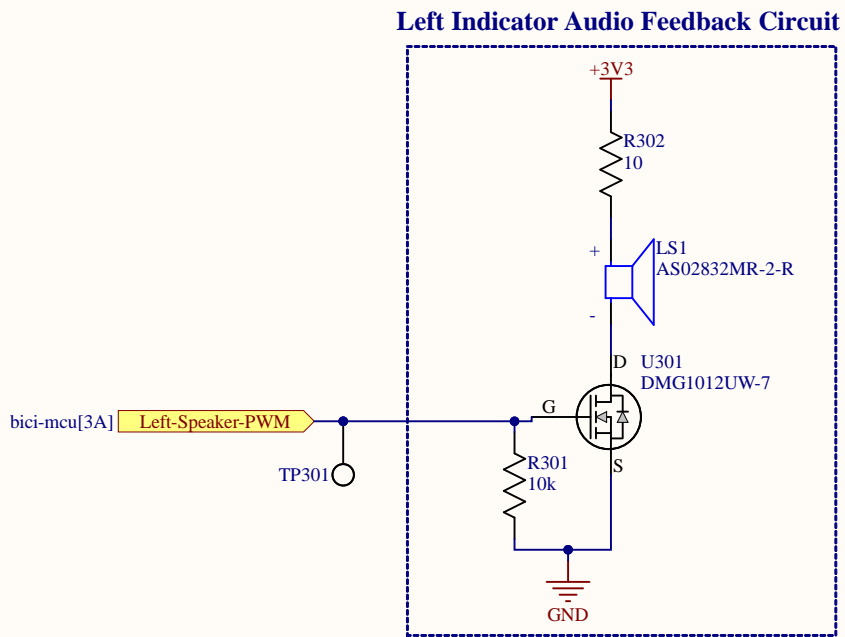 Left Indicator Audio Feedback Circuit
+3V3
R302
10
+
LS1
AS02832MR-2-R
-
D
U301
DMG1012UW-7
G
bici-mcu[3A]
Left-Speaker-PWM
S
R301
10k
TP301
GND